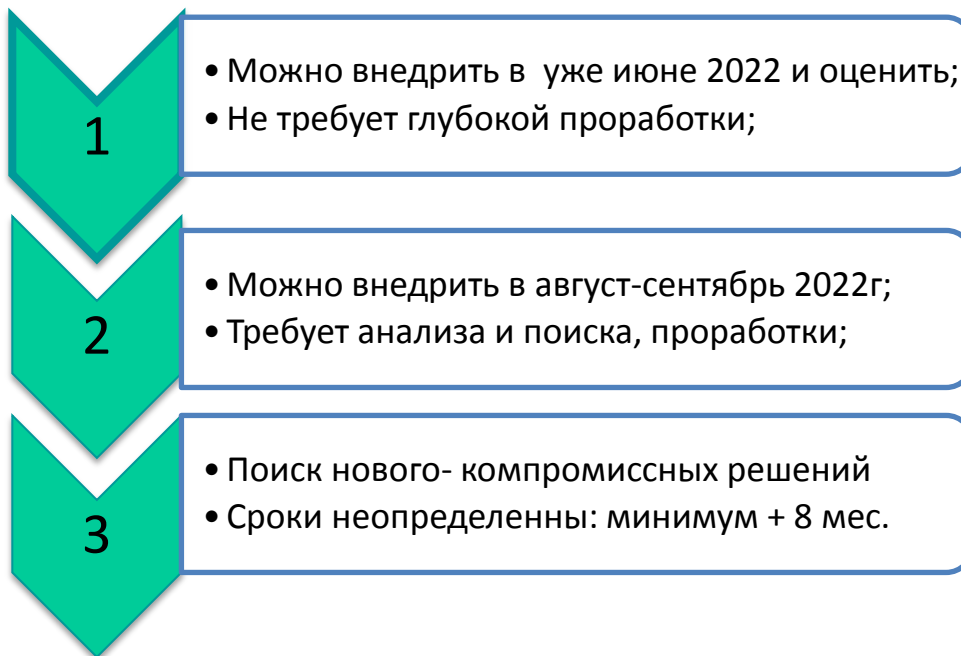 1
• Можно внедрить в  уже июне 2022 и оценить;
• Не требует глубокой проработки;
2
• Можно внедрить в август-сентябрь 2022г;
• Требует анализа и поиска, проработки;
3
• Поиск нового- компромиссных решений
• Сроки неопределенны: минимум + 8 мес.